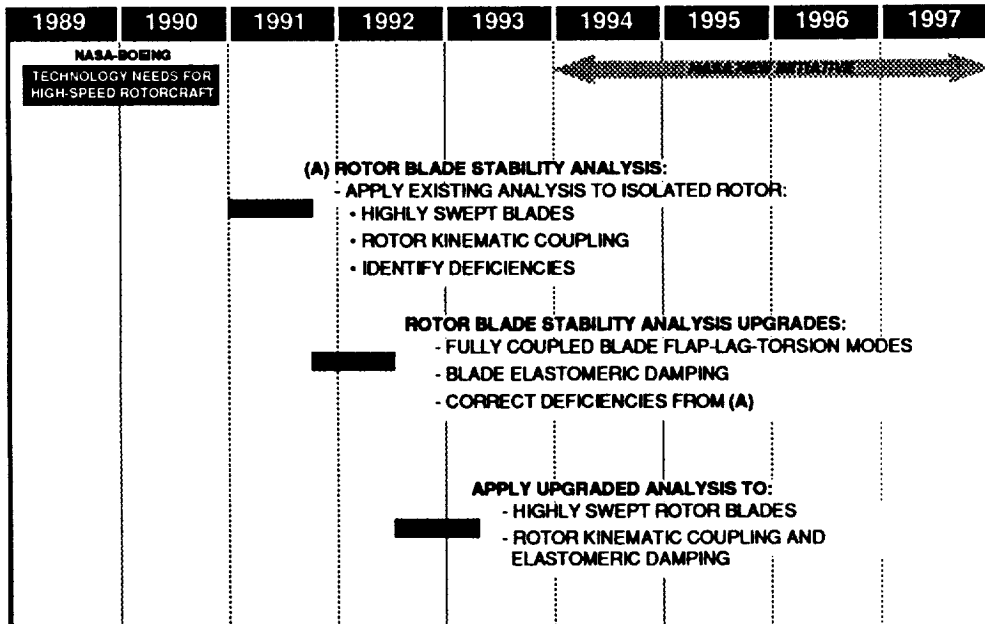 1989 1990 1991 1992 1993 1994 1995 1996 1997
NASA-BOEING
TECHNOLOGY NEEDS FOR
HIGH-SPEED ROTORCRAFT
NASA NEW INITIATIVE
(A) ROTOR BLADE STABILITY ANALYSIS:
- APPLY EXISTING ANALYSIS TO ISOLATED ROTOR:
• HIGHLY SWEPT BLADES
• ROTOR KINEMATIC COUPLING
• IDENTIFY DEFICIENCIES
ROTOR BLADE STABILITY ANALYSIS UPGRADES:
- FULLY COUPLED BLADE FLAP-LAG-TORSION MODES
- BLADE ELASTOMERIC DAMPING
- CORRECT DEFICIENCIES FROM (A)
APPLY UPGRADED ANALYSIS TO:
- HIGHLY SWEPT ROTOR BLADES
- ROTOR KINEMATIC COUPLING AND
ELASTOMERIC DAMPING